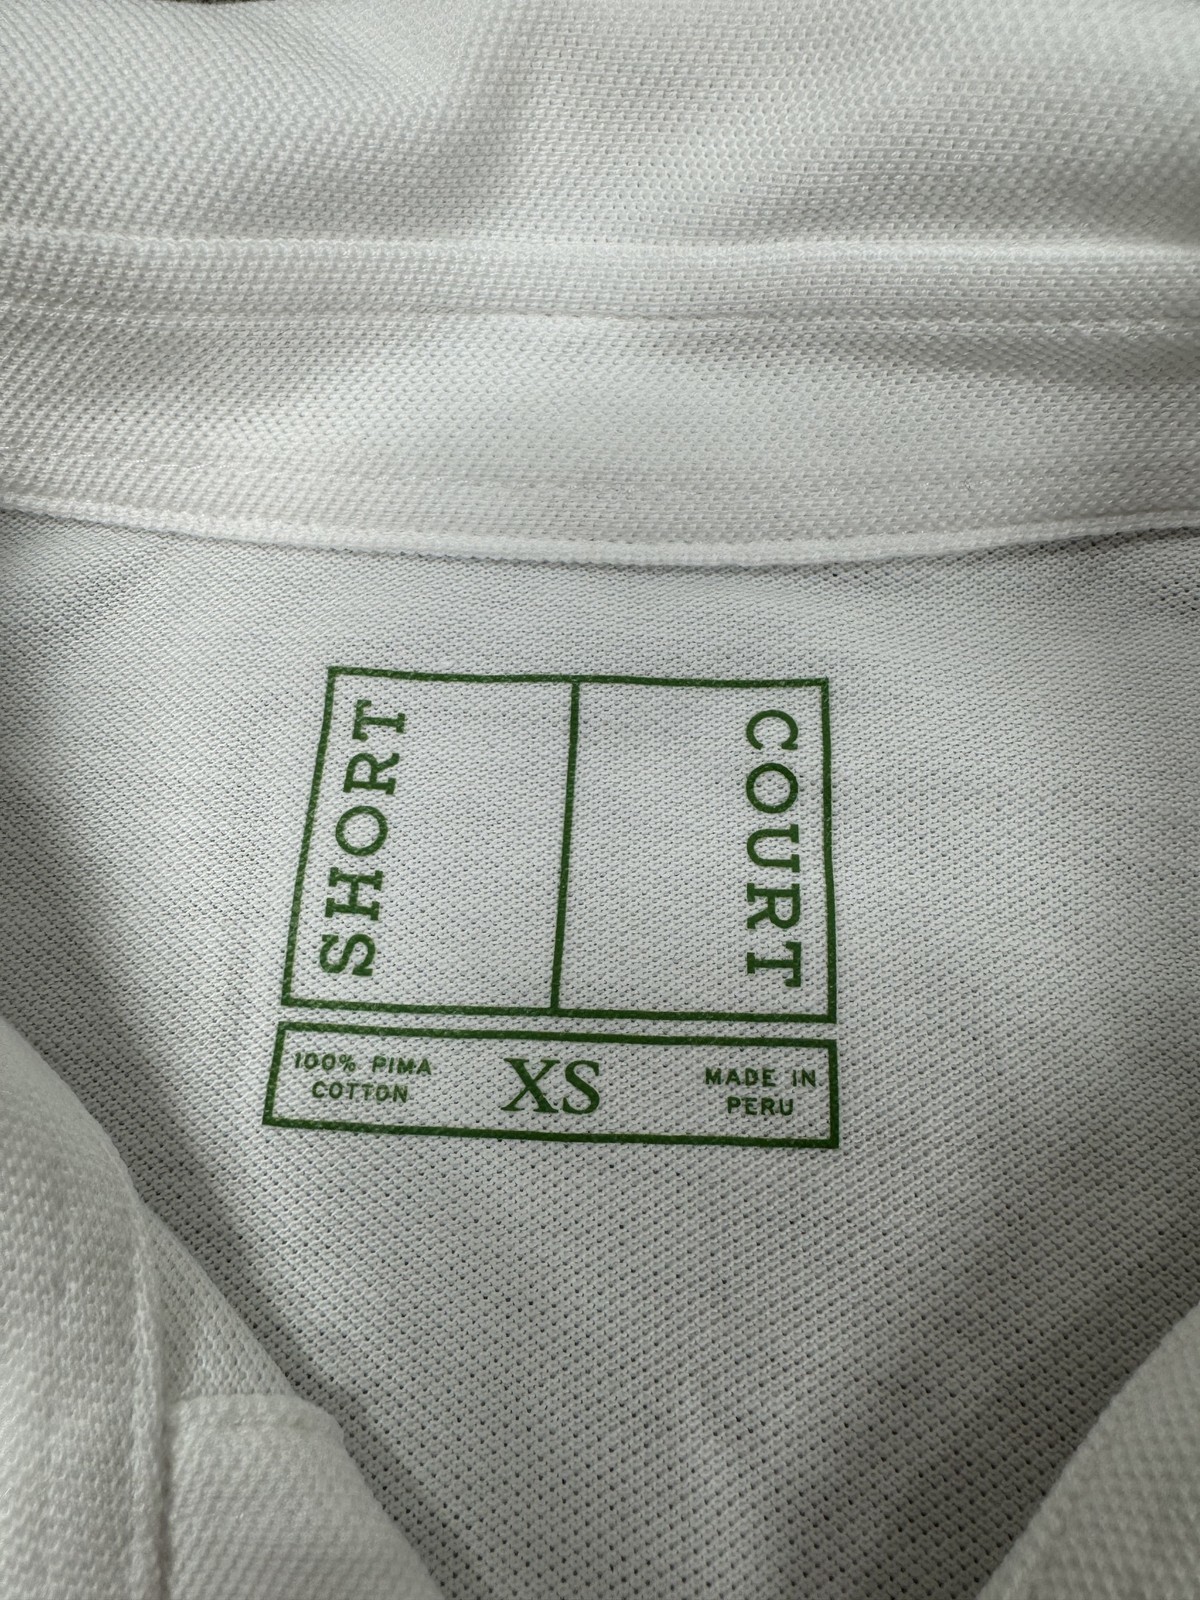 SHORT
COURT
100% PIMA
COTTON
XS
MADE IN
PERU